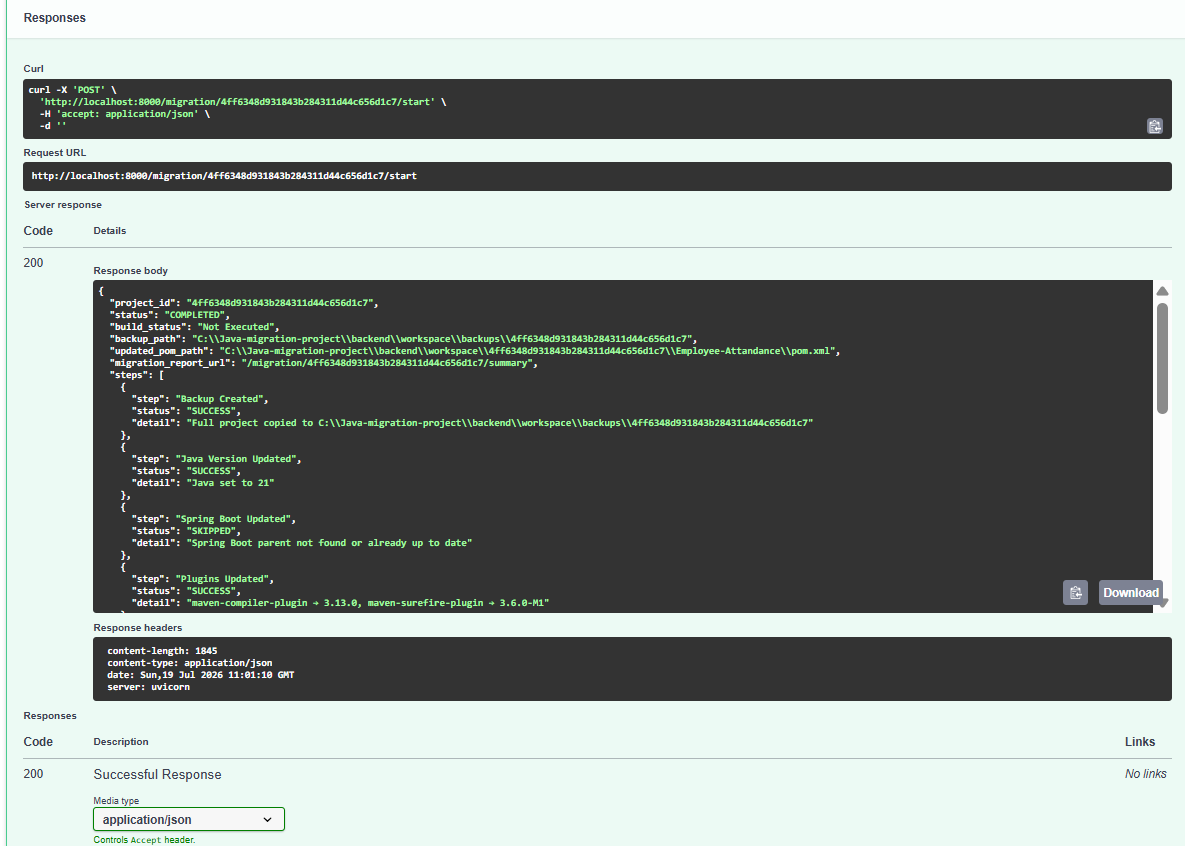 Responses
Curl
curl -X 'POST' \
  'http://localhost:8000/migration/4ff6348d931843b284311d44c656d1c7/start' \
  -H 'accept: application/json' \
  -d ''
Request URL
http://localhost:8000/migration/4ff6348d931843b284311d44c656d1c7/start
Server response
Code Details
200
Response body
{
  "project_id": "4ff6348d931843b284311d44c656d1c7",
  "status": "COMPLETED",
  "build_status": "Not Executed",
  "backup_path": "C:\\Java-migration-project\\backend\\workspace\\backups\\4ff6348d931843b284311d44c656d1c7",
  "updated_pom_path": "C:\\Java-migration-project\\backend\\workspace\\4ff6348d931843b284311d44c656d1c7\\Employee-Attandance\\pom.xml",
  "migration_report_url": "/migration/4ff6348d931843b284311d44c656d1c7/summary",
  "steps": [
    {
      "step": "Backup Created",
      "status": "SUCCESS",
      "detail": "Full project copied to C:\\Java-migration-project\\backend\\workspace\\backups\\4ff6348d931843b284311d44c656d1c7"
    },
    {
      "step": "Java Version Updated",
      "status": "SUCCESS",
      "detail": "Java set to 21"
    },
    {
      "step": "Spring Boot Updated",
      "status": "SKIPPED",
      "detail": "Spring Boot parent not found or already up to date"
    },
    {
      "step": "Plugins Updated",
      "status": "SUCCESS",
      "detail": "maven-compiler-plugin → 3.13.0, maven-surefire-plugin → 3.6.0-M1"
Download
Response headers
content-length: 1845
content-type: application/json
date: Sun,19 Jul 2026 11:01:10 GMT
server: uvicorn
Responses
Code Description Links
200 Successful Response No links
Media type
application/json
Controls Accept header.